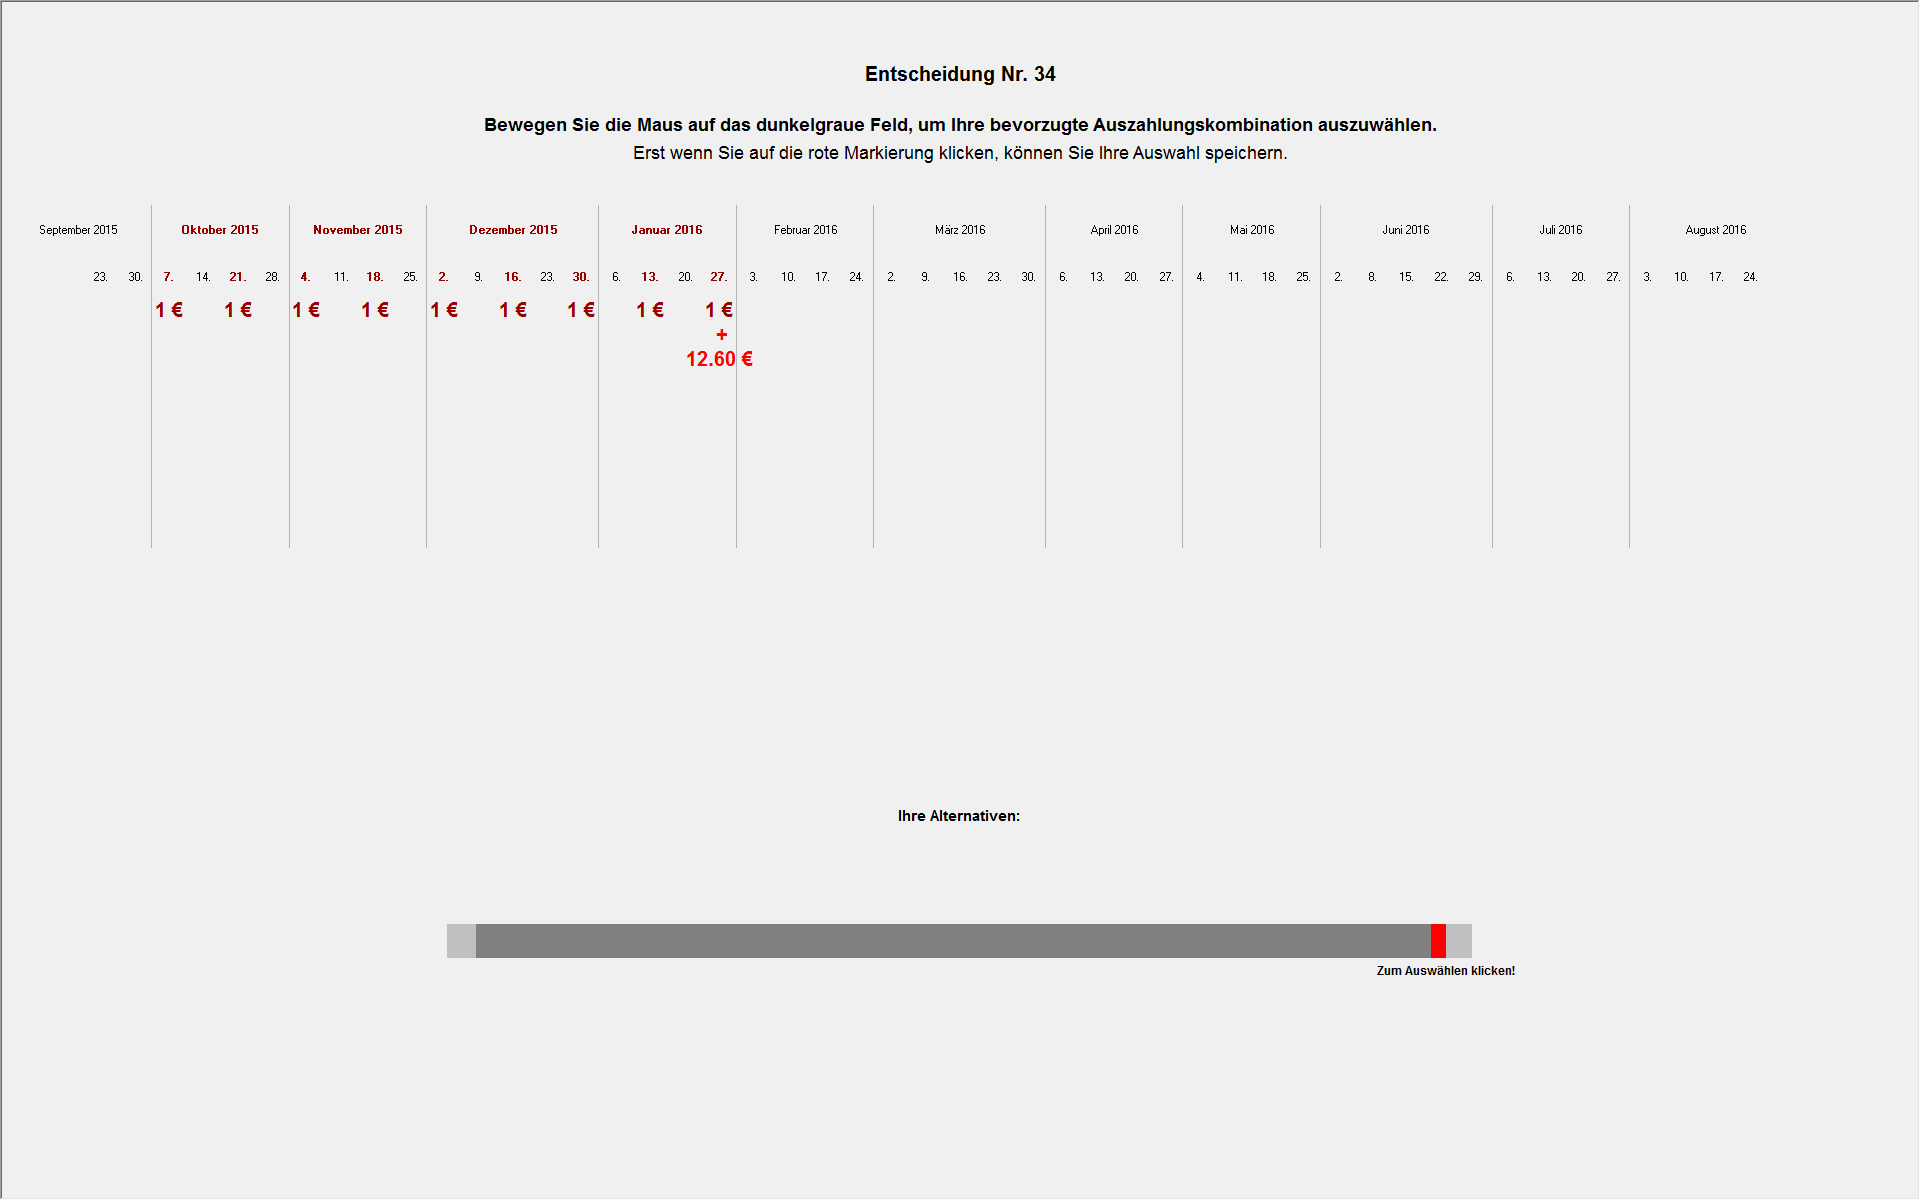 Entscheidung Nr. 34
Bewegen Sie die Maus auf das dunkelgraue Feld, um Ihre bevorzugte Auszahlungskombination auszuwählen.
Erst wenn Sie auf die rote Markierung klicken, können Sie Ihre Auswahl speichern.
September 2015 Oktober 2015 November 2015 Dezember 2015 Januar 2016 Februar 2016 März 2016 April 2016 Mai 2016 Juni 2016 Juli 2016 August 2016
23. 30. 7. 14. 21. 28. 4. 11. 18. 25. 2. 9. 16. 23. 30. 6. 13. 20. 27. 3. 10. 17. 24. 2. 9. 16. 23. 30. 6. 13. 20. 27. 4. 11. 18. 25. 2. 8. 15. 22. 29. 6. 13. 20. 27. 3. 10. 17. 24.
1 € 1 € 1 € 1 € 1 € 1 € 1 € 1 € 1 €
+
12.60 €
Ihre Alternativen:
Zum Auswählen klicken!